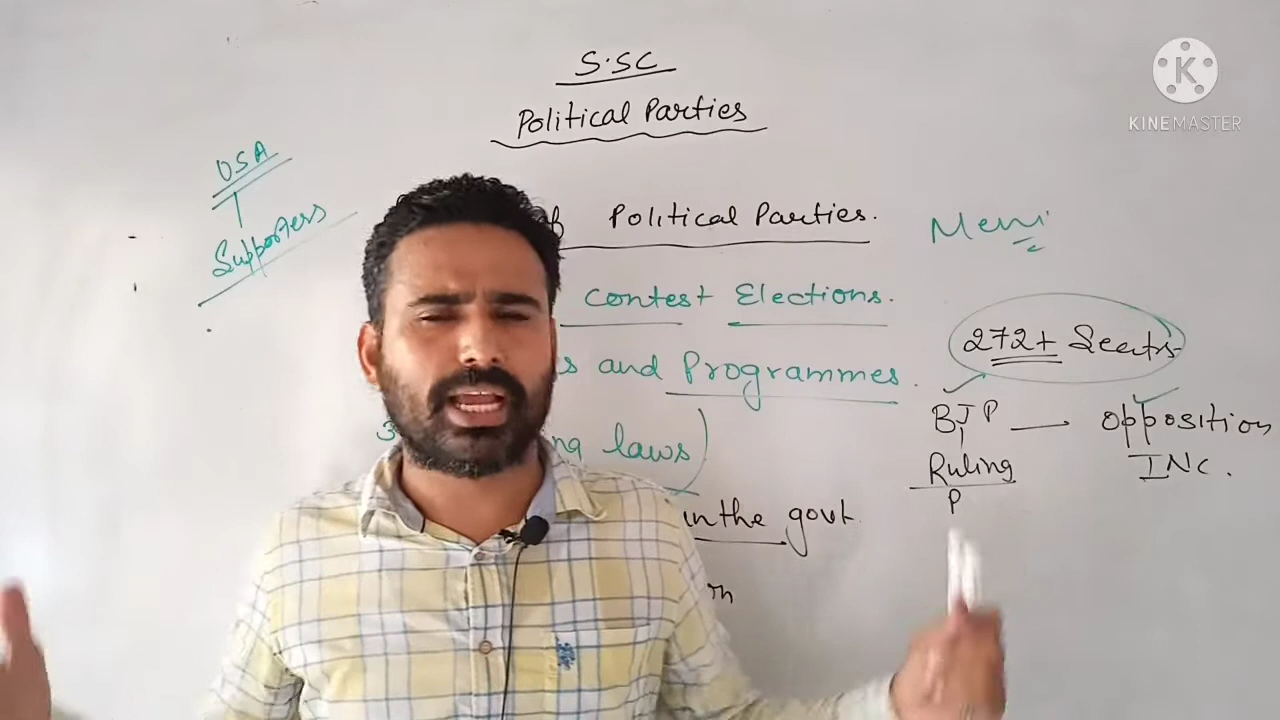 S.SC
Political Parties
USA
Supporters
of Political Parties.
contest Elections.
s and Programmes.
3
ng laws)
in the govt.
Meni
272+ Seats
BJP — opposition
Ruling INC.
P
K
KINEMASTER